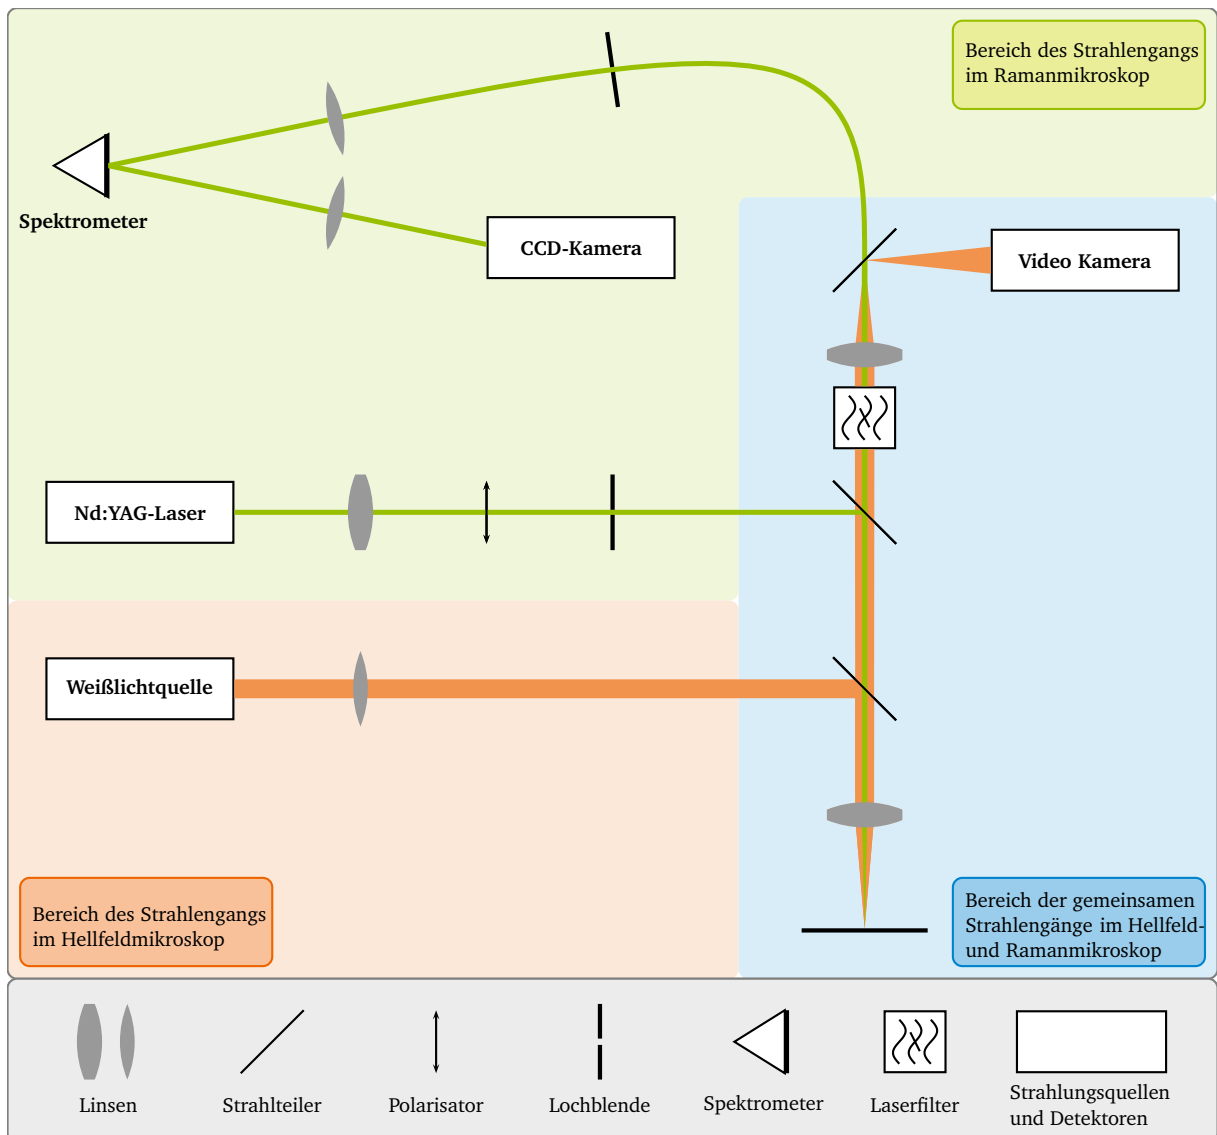 Bereich des Strahlengangs
im Ramanmikroskop
Spektrometer
CCD-Kamera
Video Kamera
Nd:YAG-Laser
Weißlichtquelle
Bereich des Strahlengangs
im Hellfeldmikroskop
Bereich der gemeinsamen
Strahlengänge im Hellfeld-
und Ramanmikroskop
Linsen
Strahlteiler
Polarisator
Lochblende
Spektrometer
Laserfilter
Strahlungsquellen
und Detektoren